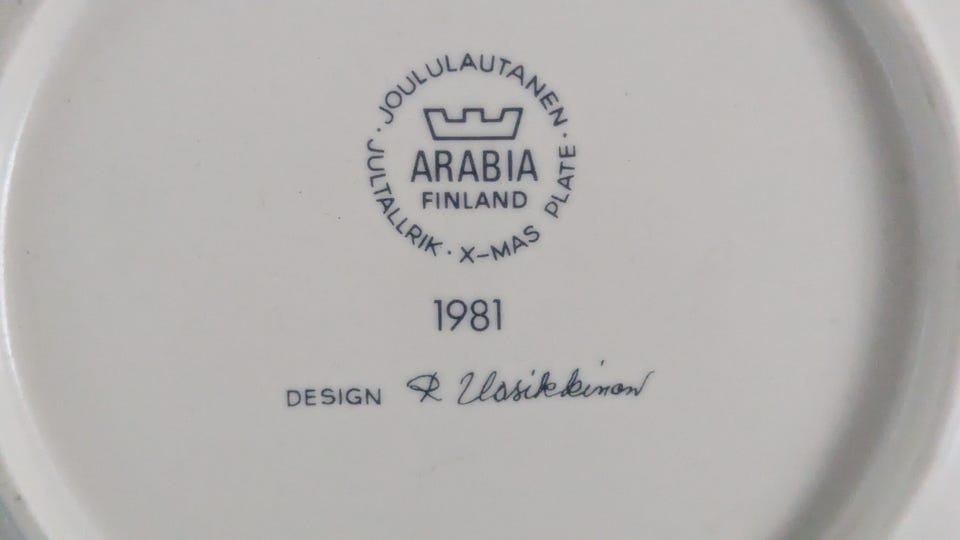 JOULULAUTANEN · X-MAS PLATE · JULTALLRIK ·
ARABIA
FINLAND
1981
DESIGN R Uosikkinen